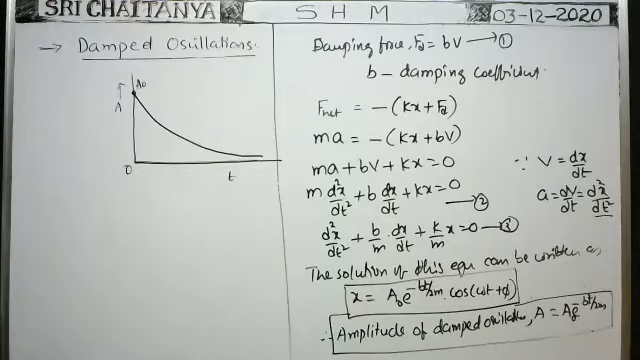 SRI CHAITANYA
S H M
03-12-2020
→ Damped Oscillations.
A₀
↑
A
0
t
Damping force, Fd = bV → ①
b - damping coefficient.
Fnet = -(Kx + Fd)
ma = -(Kx + bV)
ma + bV + Kx = 0
∵ V = dx/dt
m d²x/dt² + b dx/dt + Kx = 0 → ②
a = dV/dt = d²x/dt²
d²x/dt² + b/m . dx/dt + k/m x = 0 → ③
The solution of this equ can be written as
x = A₀e^-bt/2m . cos(ωt + ϕ)
∴ Amplitude of damped oscillation, A = A₀e^-bt/2m